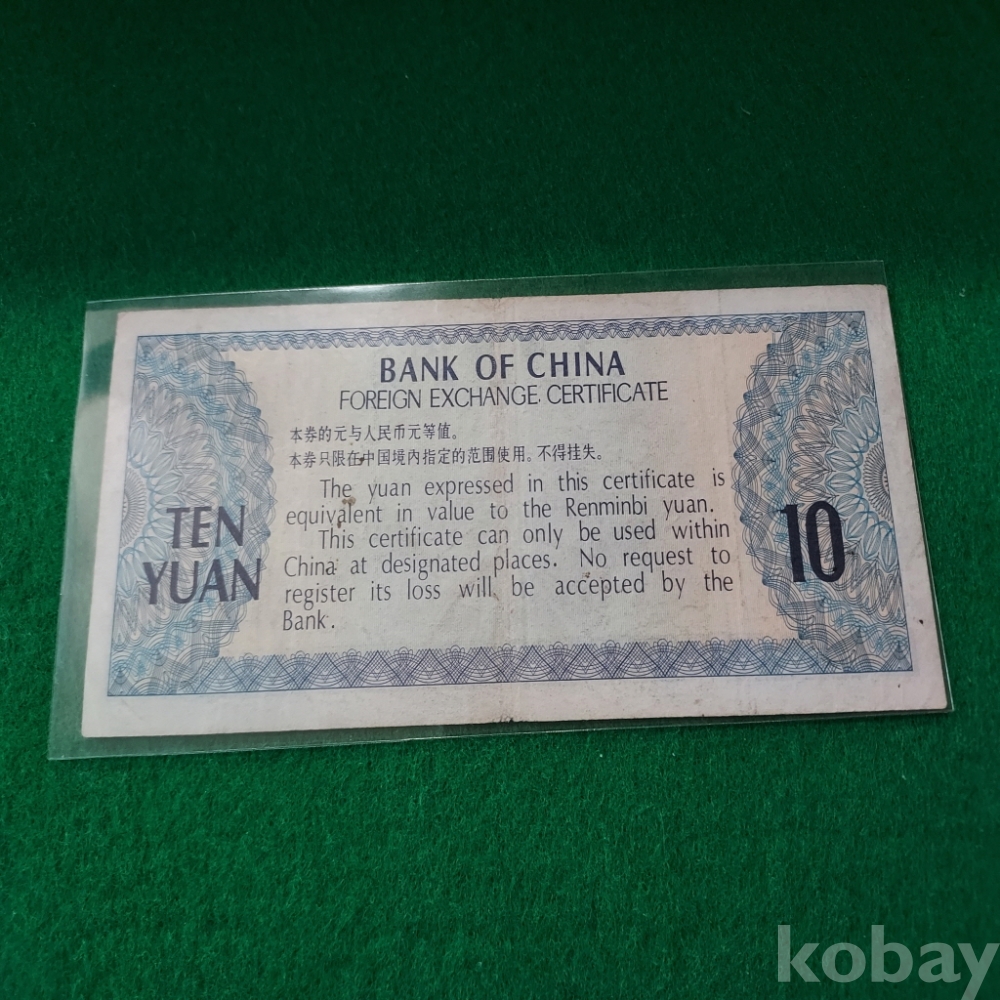 BANK OF CHINA
FOREIGN EXCHANGE CERTIFICATE
本券的元与人民币元等值。
本券只限在中国境内指定的范围使用。不得挂失。
The yuan expressed in this certificate is
equivalent in value to the Renminbi yuan.
This certificate can only be used within
China at designated places. No request to
register its loss will be accepted by the
Bank.
TEN
YUAN
10
kobay